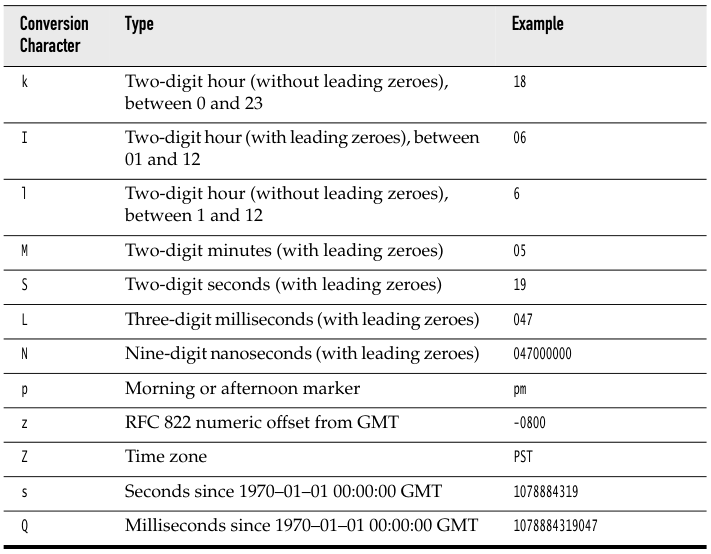 Conversion Character Type Example
k Two-digit hour (without leading zeroes), 18
between 0 and 23
I Two-digit hour (with leading zeroes), between 06
01 and 12
l Two-digit hour (without leading zeroes), 6
between 1 and 12
M Two-digit minutes (with leading zeroes) 05
S Two-digit seconds (with leading zeroes) 19
L Three-digit milliseconds (with leading zeroes) 047
N Nine-digit nanoseconds (with leading zeroes) 047000000
p Morning or afternoon marker pm
z RFC 822 numeric offset from GMT -0800
Z Time zone PST
s Seconds since 1970–01–01 00:00:00 GMT 1078884319
Q Milliseconds since 1970–01–01 00:00:00 GMT 1078884319047